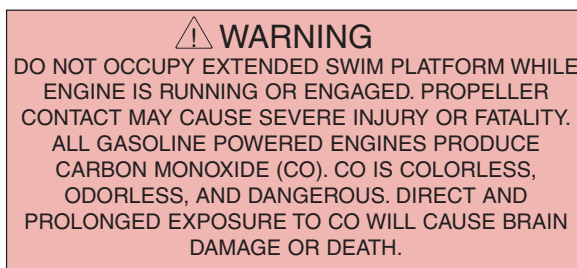 WARNING
DO NOT OCCUPY EXTENDED SWIM PLATFORM WHILE
ENGINE IS RUNNING OR ENGAGED. PROPELLER
CONTACT MAY CAUSE SEVERE INJURY OR FATALITY.
ALL GASOLINE POWERED ENGINES PRODUCE
CARBON MONOXIDE (CO). CO IS COLORLESS,
ODORLESS, AND DANGEROUS. DIRECT AND
PROLONGED EXPOSURE TO CO WILL CAUSE BRAIN
DAMAGE OR DEATH.